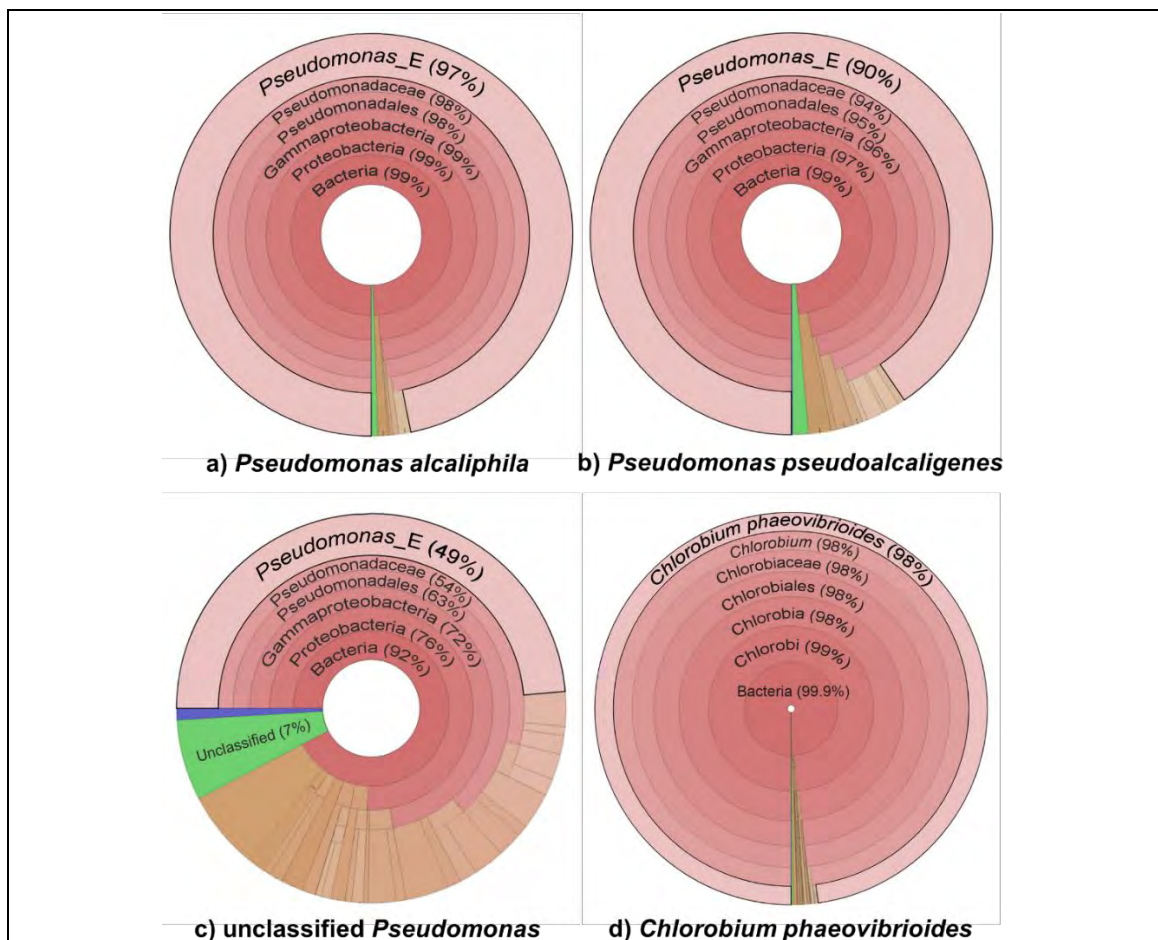 Pseudomonas_E (97%)
Pseudomonadaceae (98%)
Pseudomonadales (98%)
Gammaproteobacteria (99%)
Proteobacteria (99%)
Bacteria (99%)
a) Pseudomonas alcaliphila
Pseudomonas_E (90%)
Pseudomonadaceae (94%)
Pseudomonadales (95%)
Gammaproteobacteria (96%)
Proteobacteria (97%)
Bacteria (99%)
b) Pseudomonas pseudoalcaligenes
Pseudomonas_E (49%)
Pseudomonadaceae (54%)
Pseudomonadales (63%)
Gammaproteobacteria (72%)
Proteobacteria (76%)
Bacteria (92%)
Unclassified (7%)
c) unclassified Pseudomonas
Chlorobium phaeovibrioides (98%)
Chlorobium (98%)
Chlorobiaceae (98%)
Chlorobiales (98%)
Chlorobia (98%)
Chlorobi (99%)
Bacteria (99.9%)
d) Chlorobium phaeovibrioides